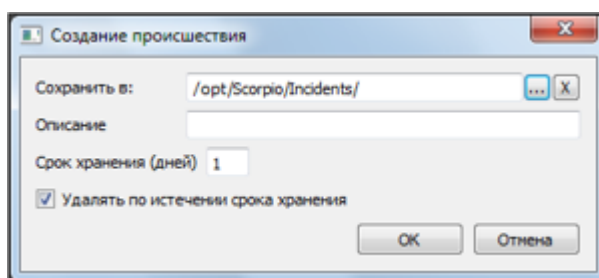 Создание происшествия
Сохранить в: /opt/Scorpio/Incidents/ ... X
Описание
Срок хранения (дней) 1
Удалять по истечении срока хранения
OK Отмена